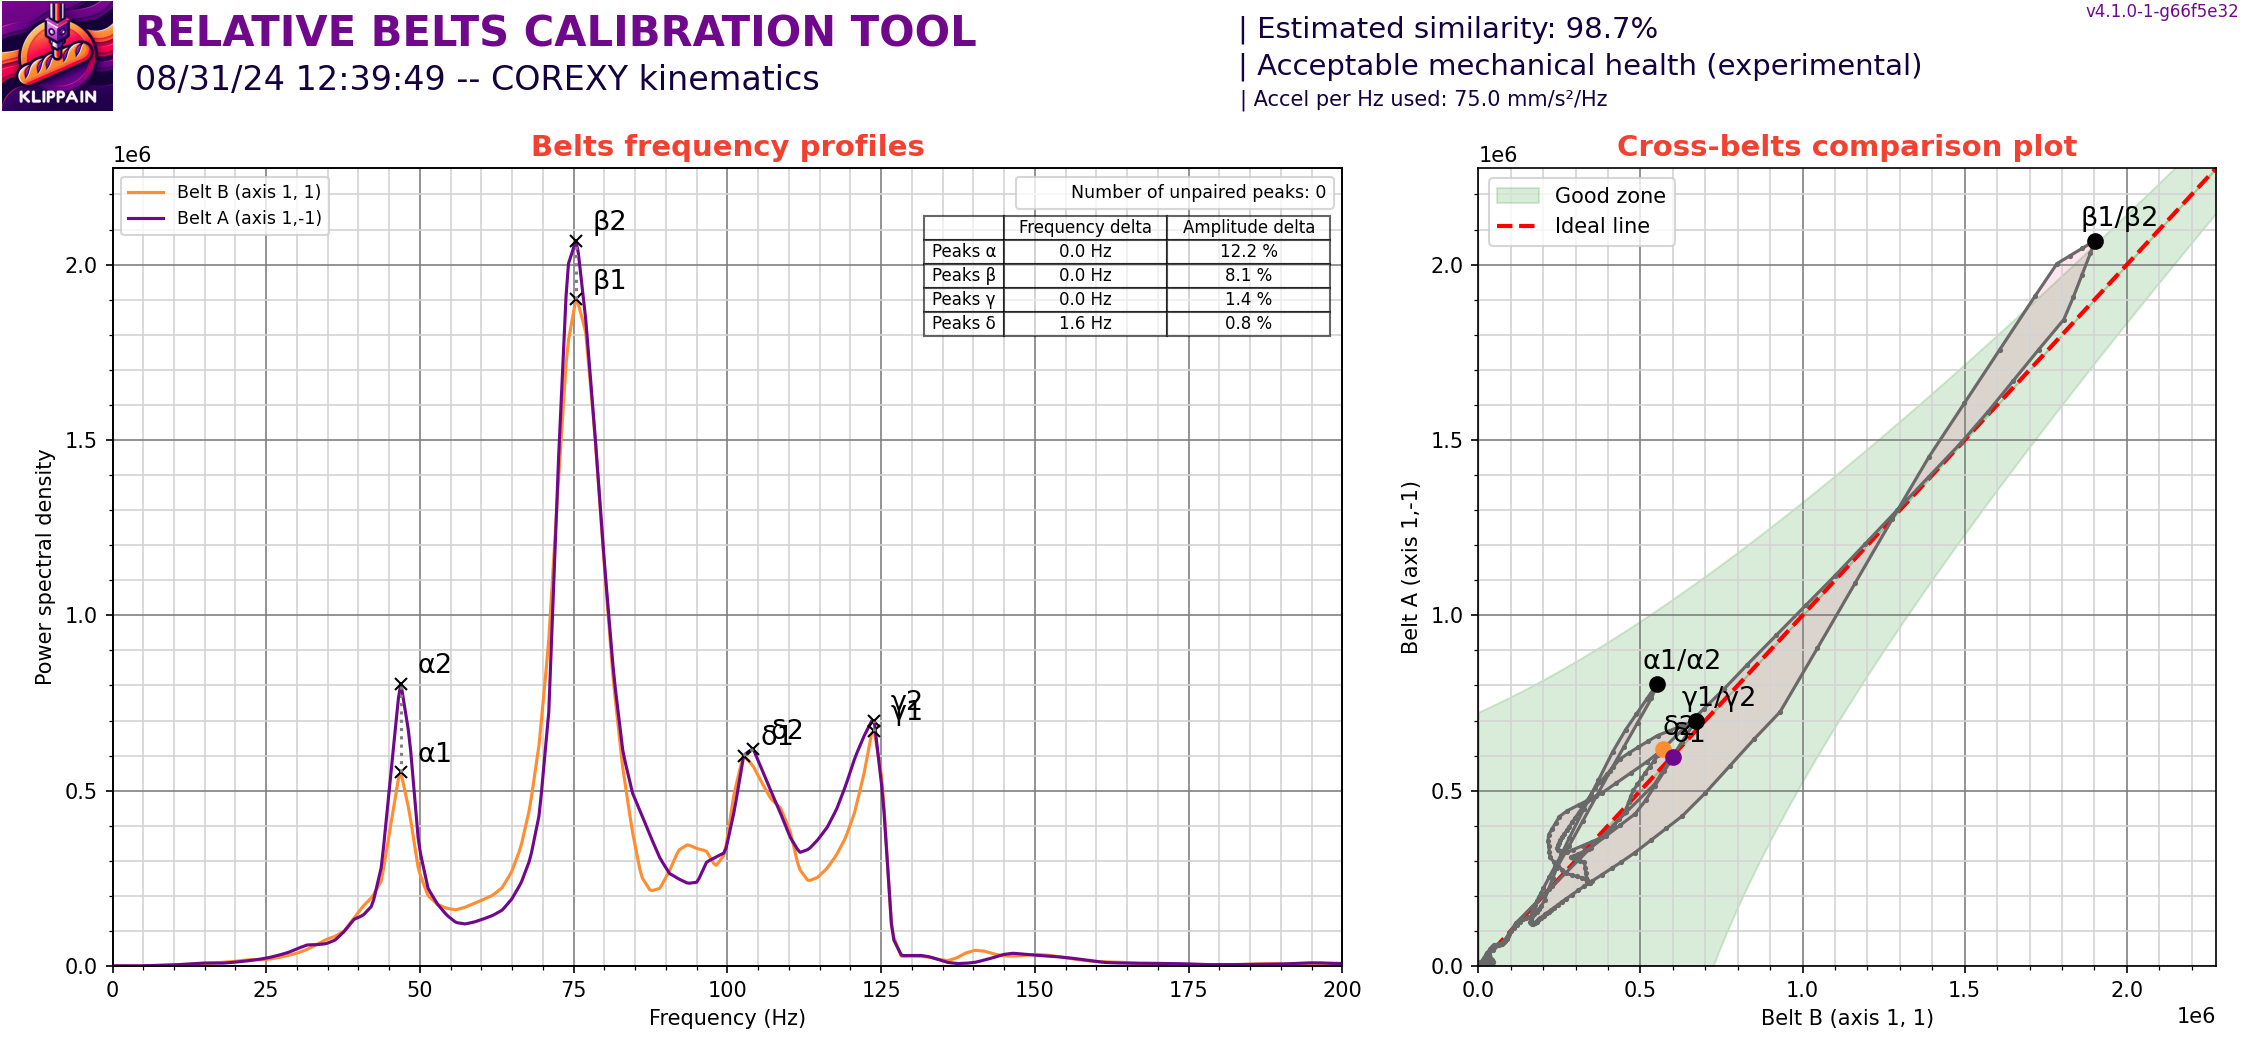 KLIPPAIN
RELATIVE BELTS CALIBRATION TOOL
08/31/24 12:39:49 -- COREXY kinematics
| Estimated similarity: 98.7%
| Acceptable mechanical health (experimental)
| Accel per Hz used: 75.0 mm/s²/Hz
v4.1.0-1-g66f5e32
Belts frequency profiles
1e6
Belt B (axis 1, 1)
Belt A (axis 1,-1)
Number of unpaired peaks: 0
Frequency delta Amplitude delta
Peaks α 0.0 Hz 12.2 %
Peaks β 0.0 Hz 8.1 %
Peaks γ 0.0 Hz 1.4 %
Peaks δ 1.6 Hz 0.8 %
β2
β1
α2
α1
δ1
δ2
γ2
γ1
2.0
1.5
1.0
0.5
0.0
Power spectral density
0 25 50 75 100 125 150 175 200
Frequency (Hz)
Cross-belts comparison plot
1e6
Good zone
Ideal line
β1/β2
α1/α2
γ1/γ2
δ2
δ1
2.0
1.5
1.0
0.5
0.0
Belt A (axis 1,-1)
0.0 0.5 1.0 1.5 2.0
Belt B (axis 1, 1)
1e6